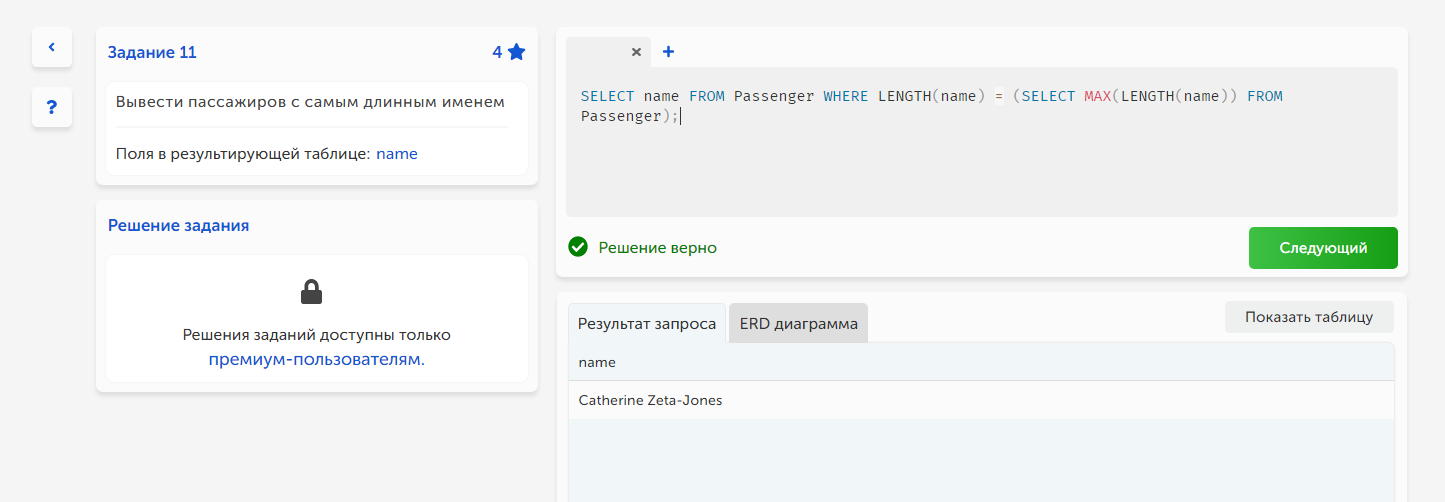 Задание 11
4
Вывести пассажиров с самым длинным именем
Поля в результирующей таблице: name
Решение задания
Решения заданий доступны только
премиум-пользователям.
SELECT name FROM Passenger WHERE LENGTH(name) = (SELECT MAX(LENGTH(name)) FROM
Passenger);
Решение верно
Следующий
Результат запроса
ERD диаграмма
Показать таблицу
name
Catherine Zeta-Jones